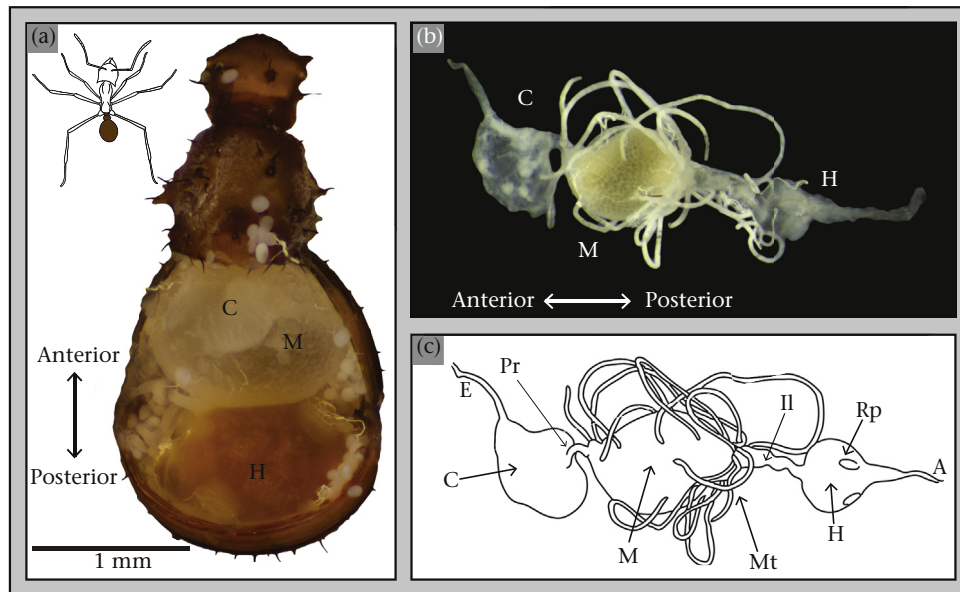 (a)
C
M
Anterior
Posterior
H
1 mm
(b)
C
H
M
Anterior
Posterior
(c)
Pr
E
Il
Rp
C
A
M
Mt
H